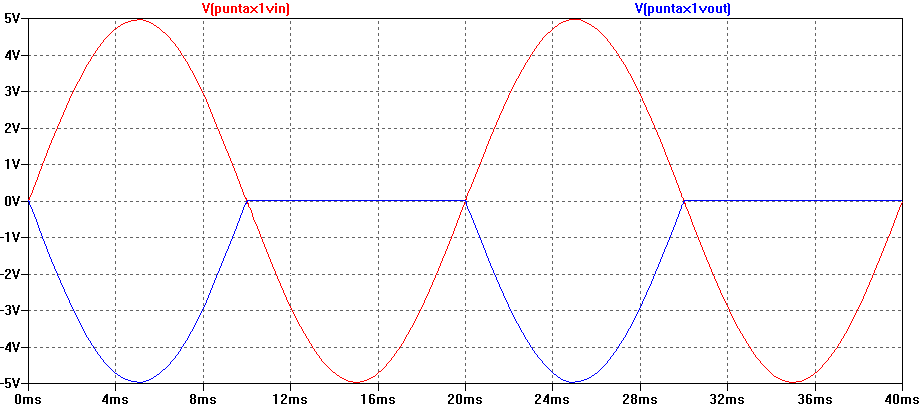 V(puntax1vin) V(puntax1vout)
5V
4V
3V
2V
1V
0V
-1V
-2V
-3V
-4V
-5V
0ms 4ms 8ms 12ms 16ms 20ms 24ms 28ms 32ms 36ms 40ms